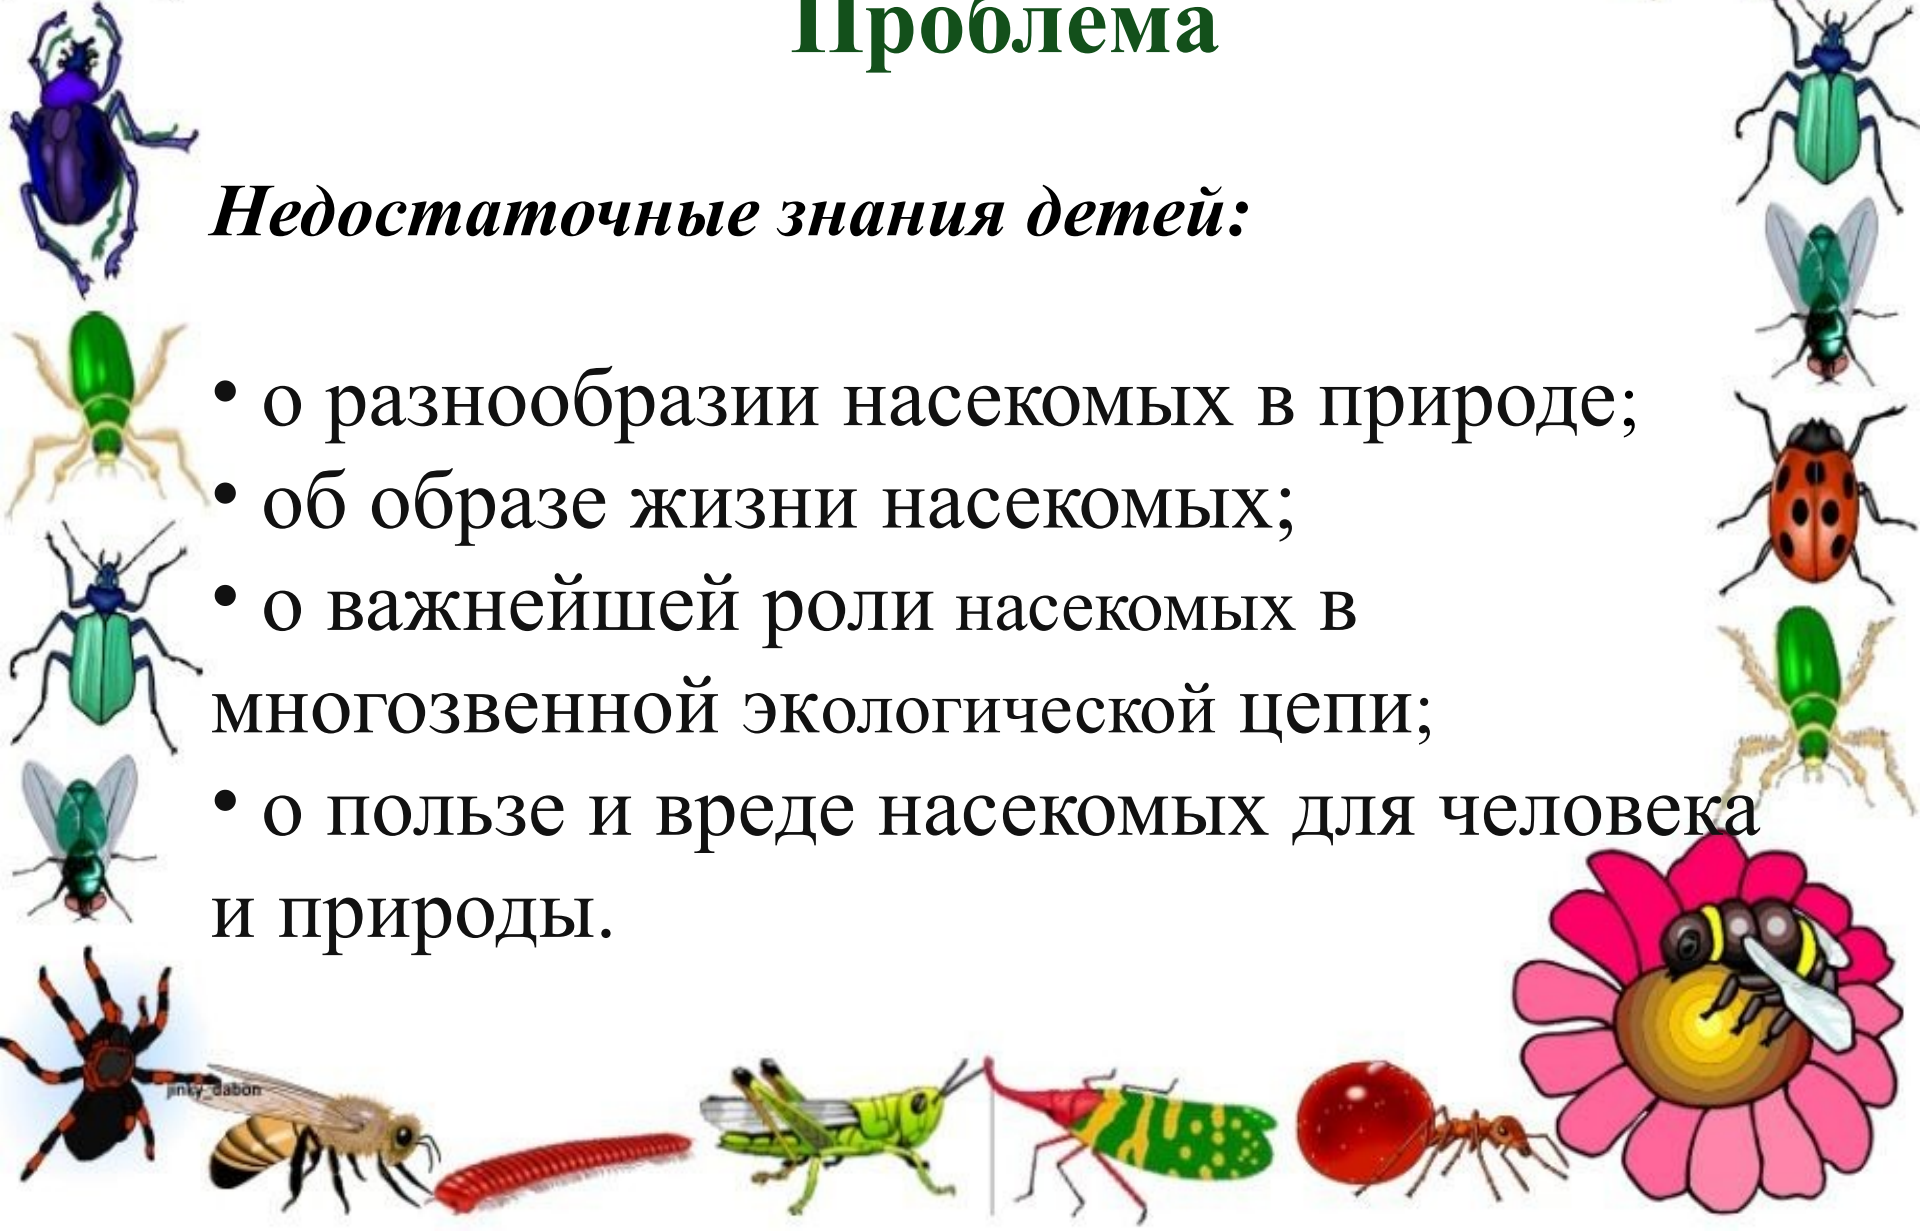 Проблема
Недостаточные знания детей:
• о разнообразии насекомых в природе;
• об образе жизни насекомых;
• о важнейшей роли насекомых в
многозвенной экологической цепи;
• о пользе и вреде насекомых для человека
и природы.
jinky_dabon